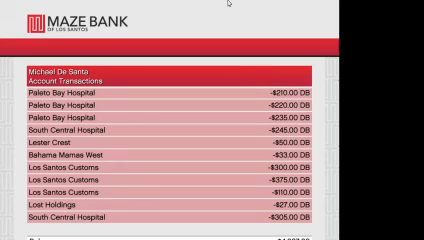 MAZE BANK
OF LOS SANTOS
Michael De Santa
Account Transactions
Paleto Bay Hospital -$210.00 DB
Paleto Bay Hospital -$220.00 DB
Paleto Bay Hospital -$235.00 DB
South Central Hospital -$245.00 DB
Lester Crest -$50.00 DB
Bahama Mamas West -$33.00 DB
Los Santos Customs -$300.00 DB
Los Santos Customs -$375.00 DB
Los Santos Customs -$110.00 DB
Lost Holdings -$27.00 DB
South Central Hospital -$305.00 DB